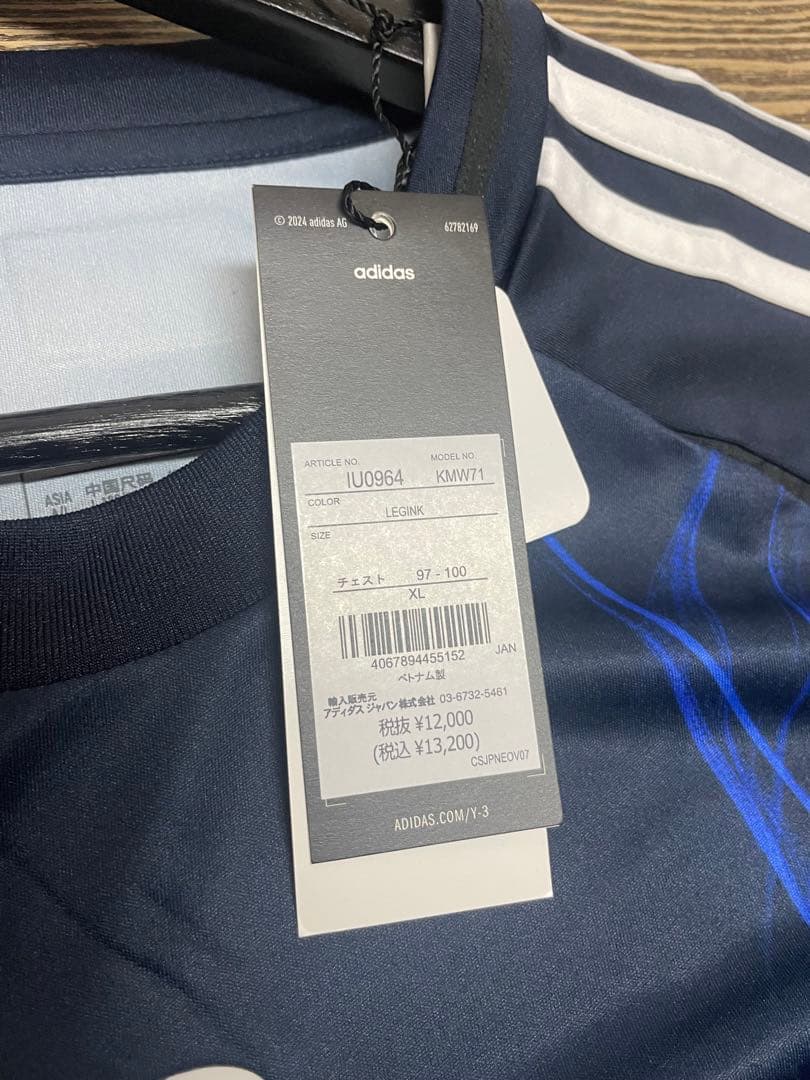 © 2024 adidas AG
62782169
adidas
ARTICLE NO.
IU0964
MODEL NO.
KMW71
COLOR
LEGINK
SIZE
チェスト 97 - 100
XL
4067894455152
JAN
ベトナム製
輸入販売元
アディダス ジャパン株式会社 03-6732-5461
税抜 ¥12,000
(税込 ¥13,200)
CSJPNEOV07
ADIDAS.COM/Y-3
ASIA
中国尺码